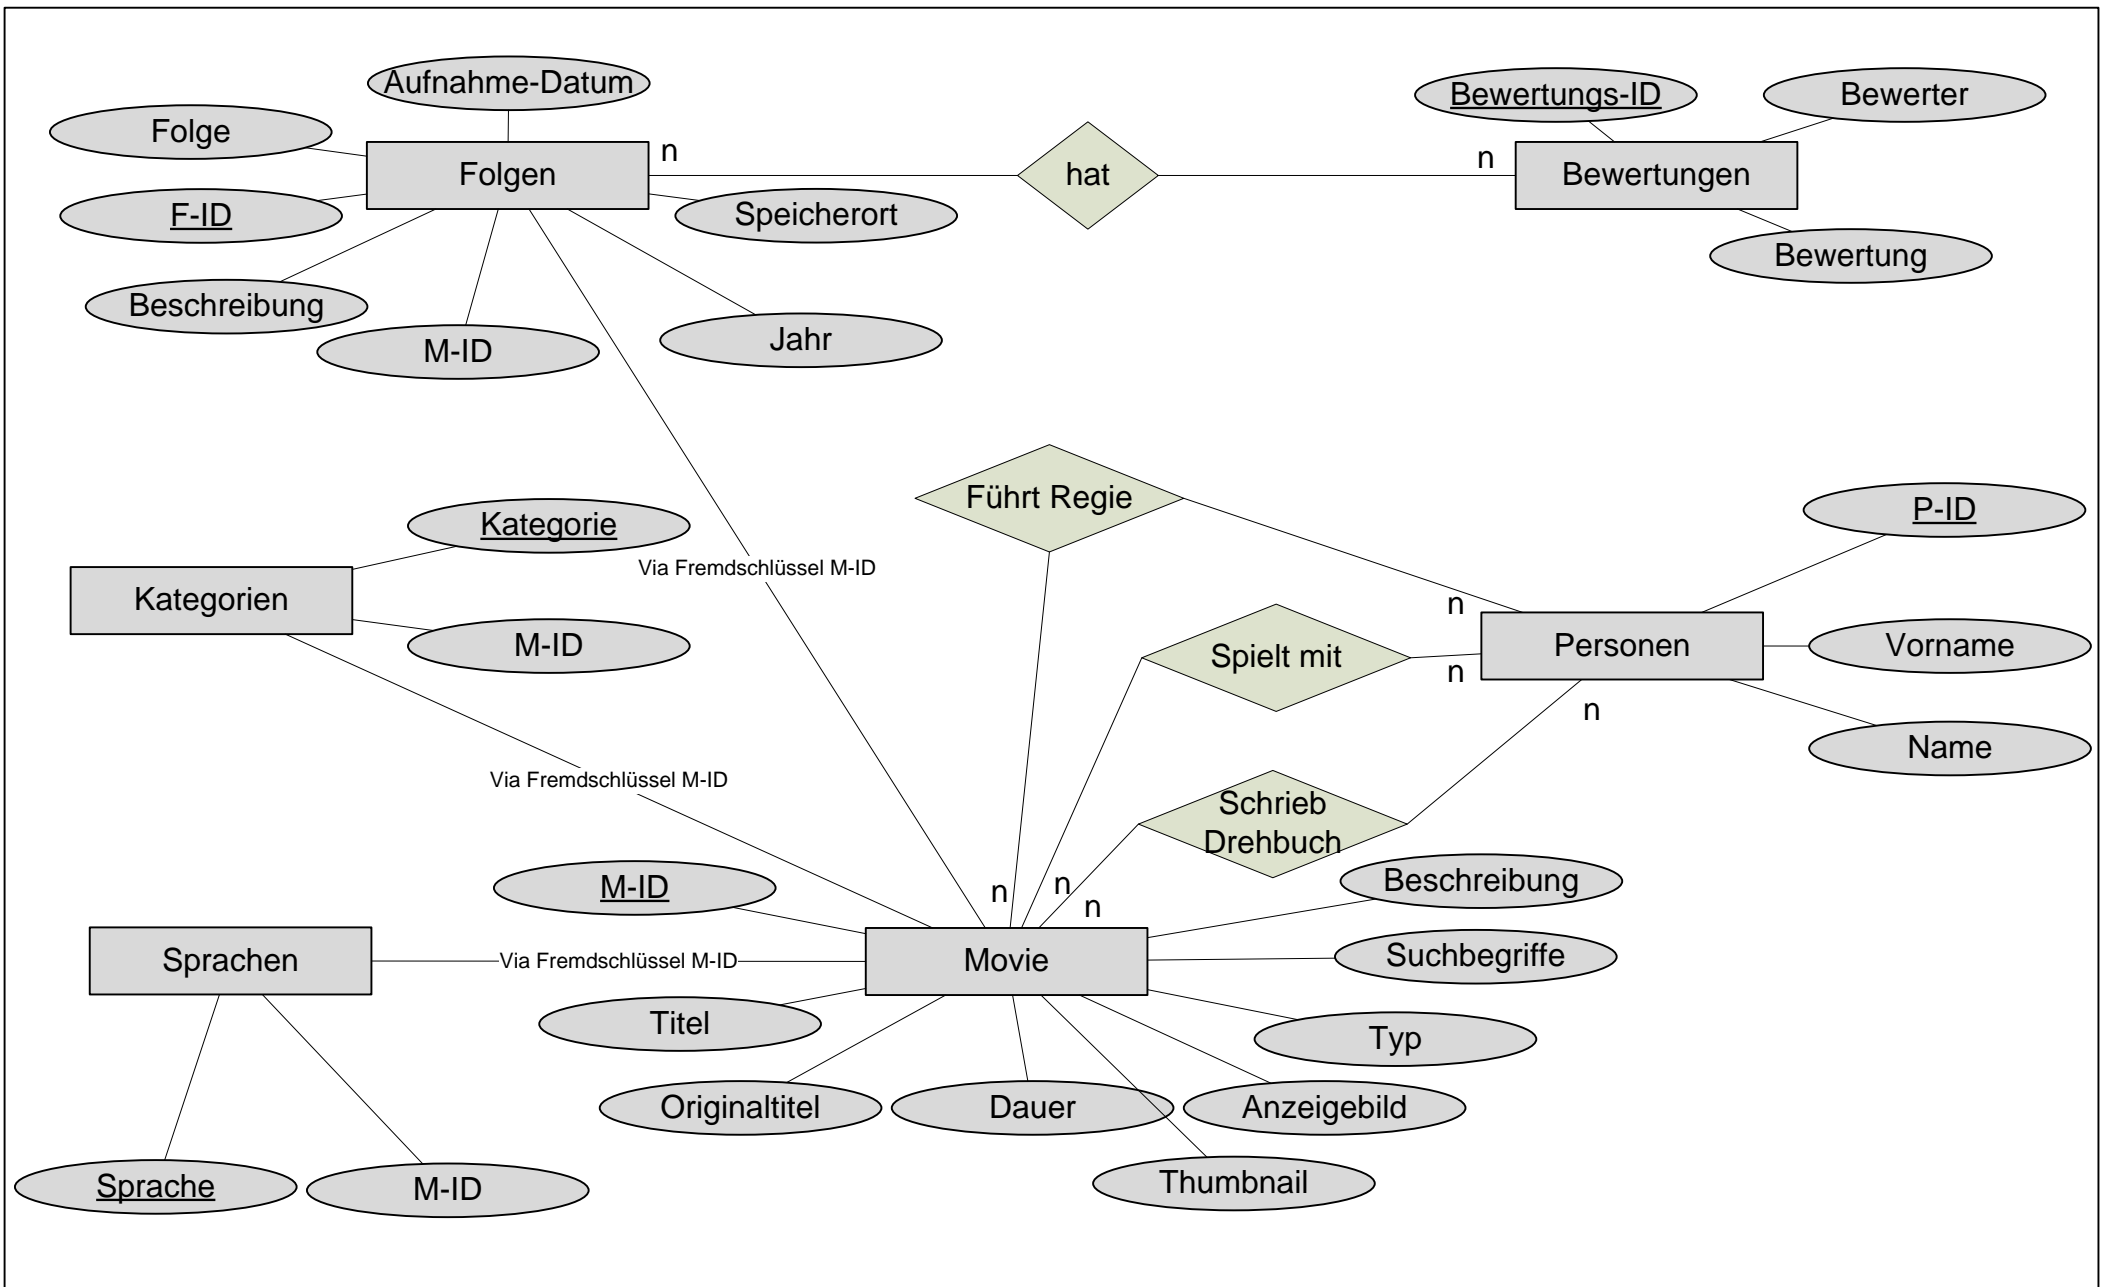 Aufnahme-Datum
Folge
Folgen
n
hat
n
Bewertungs-ID
Bewerter
Bewertungen
F-ID
Speicherort
Bewertung
Beschreibung
M-ID
Jahr
Führt Regie
Kategorie
Kategorien
M-ID
Via Fremdschlüssel M-ID
P-ID
n
Spielt mit
n
Personen
Vorname
n
Name
Via Fremdschlüssel M-ID
Schrieb
Drehbuch
M-ID
n
n
n
Beschreibung
Sprachen
Via Fremdschlüssel M-ID
Movie
Suchbegriffe
Titel
Typ
Originaltitel
Dauer
Anzeigebild
Sprache
M-ID
Thumbnail